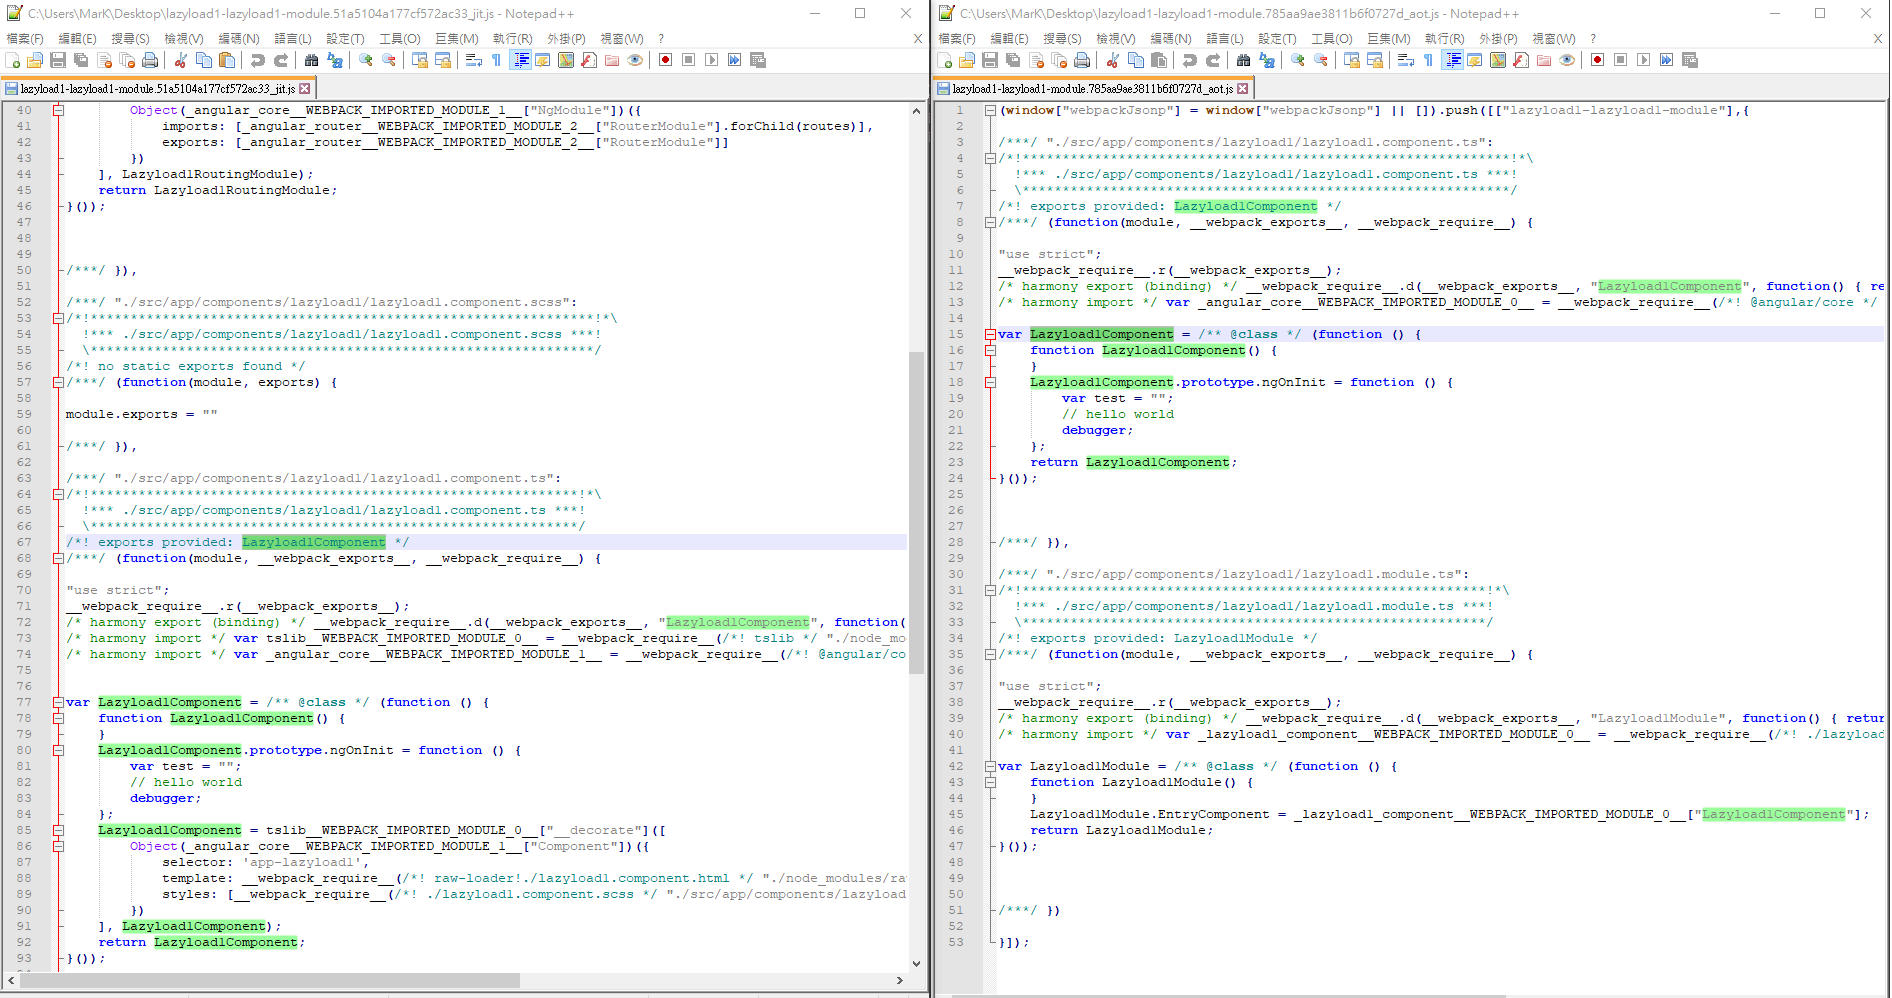 C:\Users\MarK\Desktop\lazyload1-lazyload1-module.51a5104a177cf572ac33_jit.js - Notepad++
檔案(F) 編輯(E) 搜尋(S) 檢視(V) 編碼(N) 語言(L) 設定(T) 工具(O) 巨集(M) 執行(R) 外掛(P) 視窗(W) ? X
lazyload1-lazyload1-module.51a5104a177cf572ac33_jit.js
40 Object(_angular_core__WEBPACK_IMPORTED_MODULE_1__["NgModule"])({
41 imports: [_angular_router__WEBPACK_IMPORTED_MODULE_2__["RouterModule"].forChild(routes)],
42 exports: [_angular_router__WEBPACK_IMPORTED_MODULE_2__["RouterModule"]]
43 })
44 ], Lazyload1RoutingModule);
45 return Lazyload1RoutingModule;
46 }());
47
48
49
50 /***/ }),
51
52 /***/ "./src/app/components/lazyload1/lazyload1.component.scss":
53 /*!***************************************************************!*\
54 !*** ./src/app/components/lazyload1/lazyload1.component.scss ***!
55 \***************************************************************/
56 /*! no static exports found */
57 /***/ (function(module, exports) {
58
59 module.exports = ""
60
61 /***/ }),
62
63 /***/ "./src/app/components/lazyload1/lazyload1.component.ts":
64 /*!*************************************************************!*\
65 !*** ./src/app/components/lazyload1/lazyload1.component.ts ***!
66 \*************************************************************/
67 /*! exports provided: Lazyload1Component */
68 /***/ (function(module, __webpack_exports__, __webpack_require__) {
69
70 "use strict";
71 __webpack_require__.r(__webpack_exports__);
72 /* harmony export (binding) */ __webpack_require__.d(__webpack_exports__, "Lazyload1Component", function(
73 /* harmony import */ var tslib__WEBPACK_IMPORTED_MODULE_0__ = __webpack_require__(/*! tslib */ "./node_mo
74 /* harmony import */ var _angular_core__WEBPACK_IMPORTED_MODULE_1__ = __webpack_require__(/*! @angular/co
75
76
77 var Lazyload1Component = /** @class */ (function () {
78 function Lazyload1Component() {
79 }
80 Lazyload1Component.prototype.ngOnInit = function () {
81 var test = "";
82 // hello world
83 debugger;
84 };
85 Lazyload1Component = tslib__WEBPACK_IMPORTED_MODULE_0__["__decorate"]([
86 Object(_angular_core__WEBPACK_IMPORTED_MODULE_1__["Component"])({
87 selector: 'app-lazyload1',
88 template: __webpack_require__(/*! raw-loader!./lazyload1.component.html */ "./node_modules/ra
89 styles: [__webpack_require__(/*! ./lazyload1.component.scss */ "./src/app/components/lazyload
90 })
91 ], Lazyload1Component);
92 return Lazyload1Component;
93 }());
C:\Users\MarK\Desktop\lazyload1-lazyload1-module.785aa9ae3811b6f0727d_aot.js - Notepad++
檔案(F) 編輯(E) 搜尋(S) 檢視(V) 編碼(N) 語言(L) 設定(T) 工具(O) 巨集(M) 執行(R) 外掛(P) 視窗(W) ? X
lazyload1-lazyload1-module.785aa9ae3811b6f0727d_aot.js
1 (window["webpackJsonp"] = window["webpackJsonp"] || []).push([["lazyload1-lazyload1-module"],{
2
3 /***/ "./src/app/components/lazyload1/lazyload1.component.ts":
4 /*!*************************************************************!*\
5 !*** ./src/app/components/lazyload1/lazyload1.component.ts ***!
6 \*************************************************************/
7 /*! exports provided: Lazyload1Component */
8 /***/ (function(module, __webpack_exports__, __webpack_require__) {
9
10 "use strict";
11 __webpack_require__.r(__webpack_exports__);
12 /* harmony export (binding) */ __webpack_require__.d(__webpack_exports__, "Lazyload1Component", function() { re
13 /* harmony import */ var _angular_core__WEBPACK_IMPORTED_MODULE_0__ = __webpack_require__(/*! @angular/core */
14
15 var Lazyload1Component = /** @class */ (function () {
16 function Lazyload1Component() {
17 }
18 Lazyload1Component.prototype.ngOnInit = function () {
19 var test = "";
20 // hello world
21 debugger;
22 };
23 return Lazyload1Component;
24 }());
25
26
27
28 /***/ }),
29
30 /***/ "./src/app/components/lazyload1/lazyload1.module.ts":
31 /*!**********************************************************!*\
32 !*** ./src/app/components/lazyload1/lazyload1.module.ts ***!
33 \**********************************************************/
34 /*! exports provided: Lazyload1Module */
35 /***/ (function(module, __webpack_exports__, __webpack_require__) {
36
37 "use strict";
38 __webpack_require__.r(__webpack_exports__);
39 /* harmony export (binding) */ __webpack_require__.d(__webpack_exports__, "Lazyload1Module", function() { retur
40 /* harmony import */ var _lazyload1_component__WEBPACK_IMPORTED_MODULE_0__ = __webpack_require__(/*! ./lazyload
41
42 var Lazyload1Module = /** @class */ (function () {
43 function Lazyload1Module() {
44 }
45 Lazyload1Module.EntryComponent = _lazyload1_component__WEBPACK_IMPORTED_MODULE_0__["Lazyload1Component"];
46 return Lazyload1Module;
47 }());
48
49
50
51 /***/ })
52
53 }]);